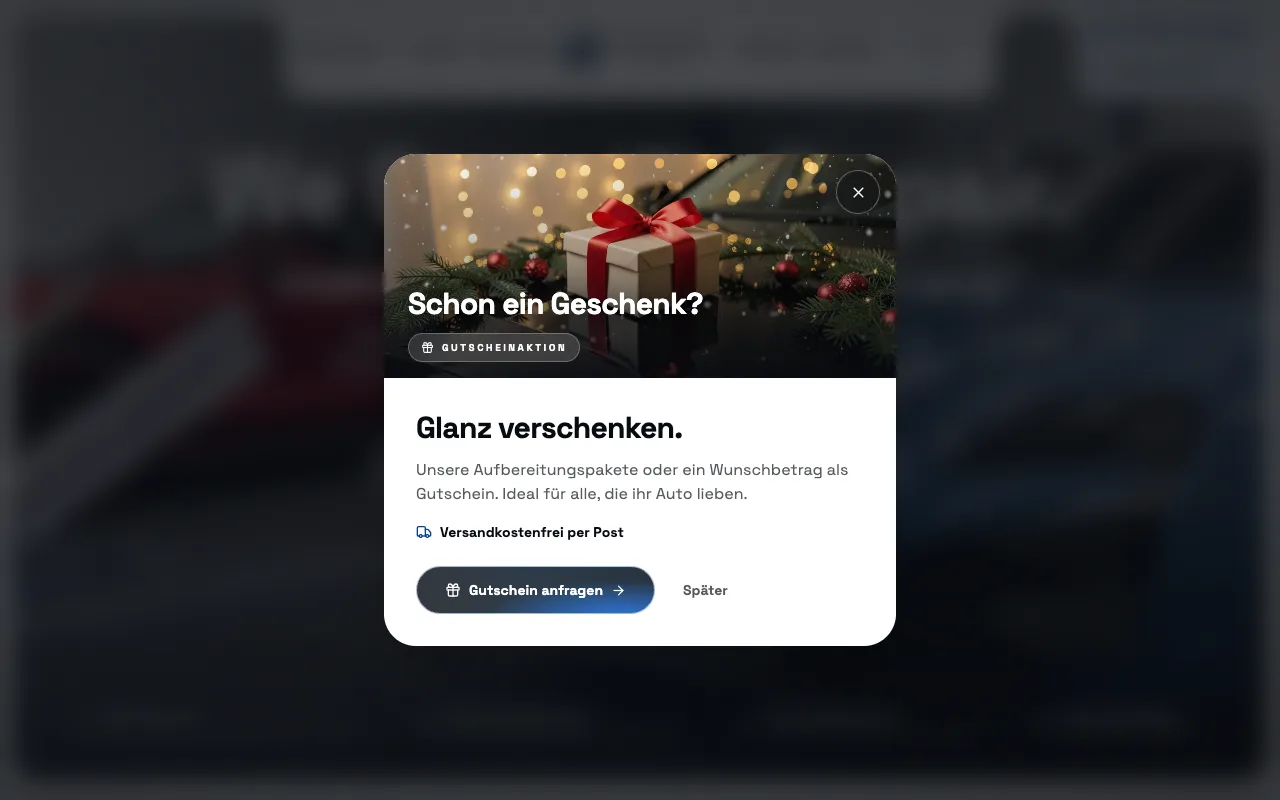 Schon ein Geschenk?
GUTSCHEINAKTION
Glanz verschenken.
Unsere Aufbereitungspakete oder ein Wunschbetrag als
Gutschein. Ideal für alle, die ihr Auto lieben.
Versandkostenfrei per Post
Gutschein anfragen →
Später